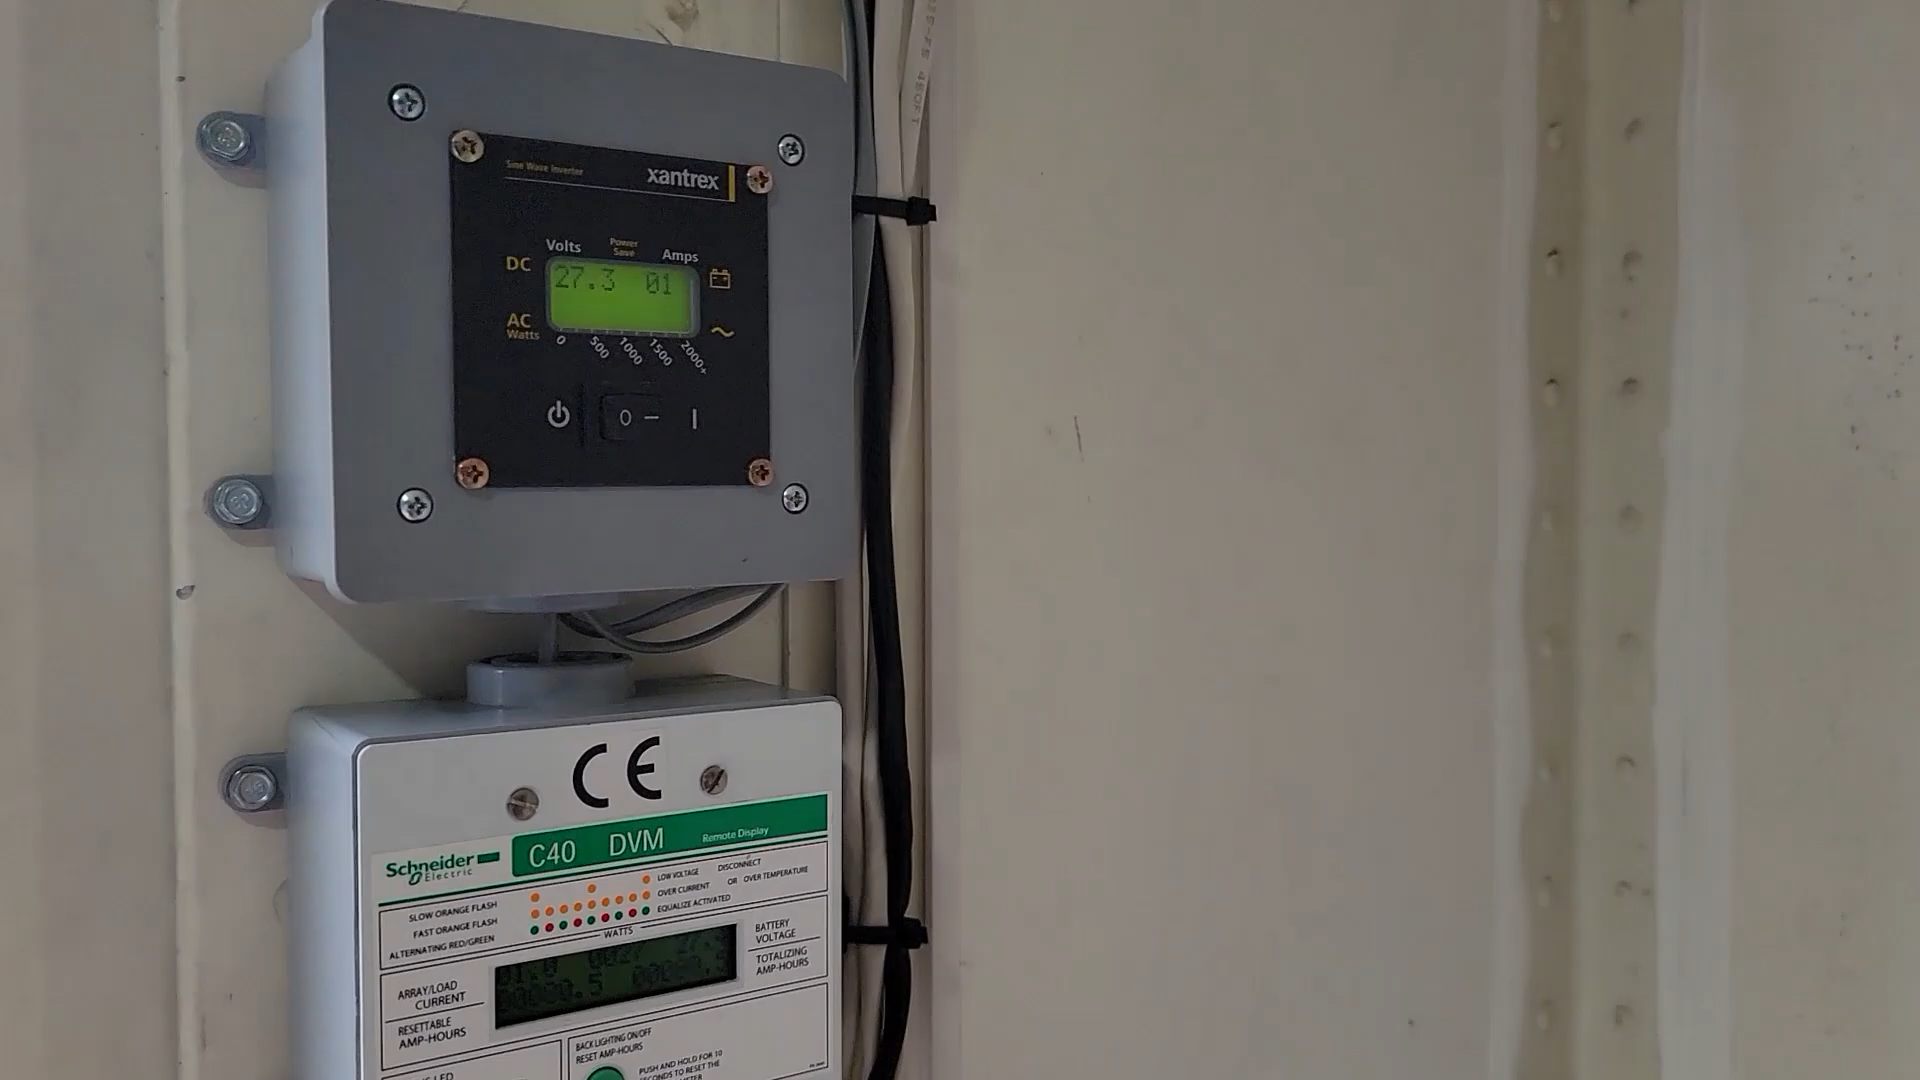 Sine Wave Inverter
xantrex
Volts Power Save Amps
DC
27.3 01
AC
Watts
0 500 1000 1500 2000+
0 – I
CE
Schneider Electric
C40 DVM Remote Display
SLOW ORANGE FLASH
FAST ORANGE FLASH
ALTERNATING RED/GREEN
LOW VOLTAGE DISCONNECT
OVER CURRENT OR OVER TEMPERATURE
EQUALIZE ACTIVATED
WATTS
BATTERY VOLTAGE
TOTALIZING AMP-HOURS
ARRAY/LOAD CURRENT
RESETTABLE AMP-HOURS
BACK LIGHTING ON/OFF
RESET AMP-HOURS
PUSH AND HOLD FOR 10
SECONDS TO RESET THE
LED